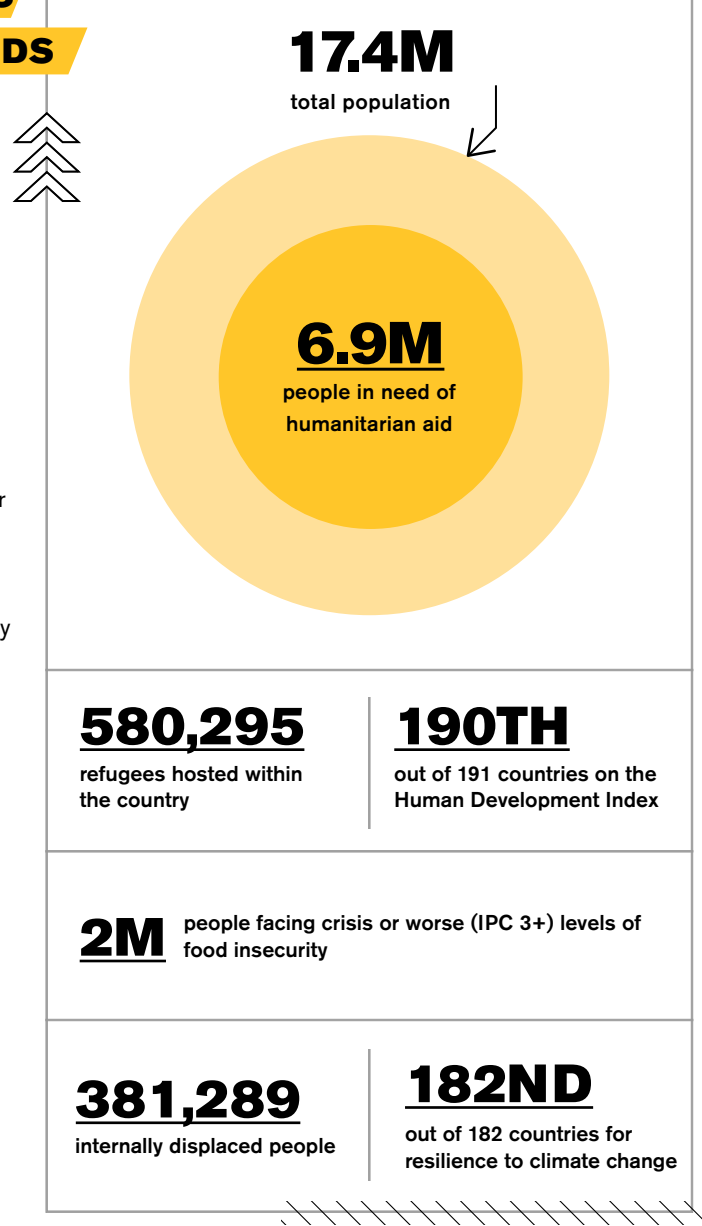 DS
17.4M
total population
6.9M
people in need of
humanitarian aid
r
y
580,295
refugees hosted within
the country
190TH
out of 191 countries on the
Human Development Index
2M
people facing crisis or worse (IPC 3+) levels of
food insecurity
381,289
internally displaced people
182ND
out of 182 countries for
resilience to climate change